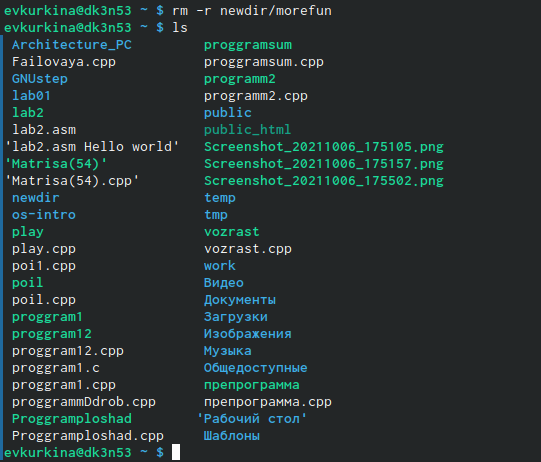 evkurkina@dk3n53 ~ $ rm -r newdir/morefun
evkurkina@dk3n53 ~ $ ls
Architecture_PC proggramsum
Failovaya.cpp proggramsum.cpp
GNUstep programm2
lab01 programm2.cpp
lab2 public
lab2.asm public_html
'lab2.asm Hello world' Screenshot_20211006_175105.png
'Matrisa(54)' Screenshot_20211006_175157.png
'Matrisa(54).cpp' Screenshot_20211006_175502.png
newdir temp
os-intro tmp
play vozrast
play.cpp vozrast.cpp
poi1.cpp work
poil Видео
poil.cpp Документы
proggram1 Загрузки
proggram12 Изображения
proggram12.cpp Музыка
proggram1.c Общедоступные
proggram1.cpp препрограмма
proggrammDdrob.cpp препрограмма.cpp
Proggramploshad 'Рабочий стол'
Proggramploshad.cpp Шаблоны
evkurkina@dk3n53 ~ $